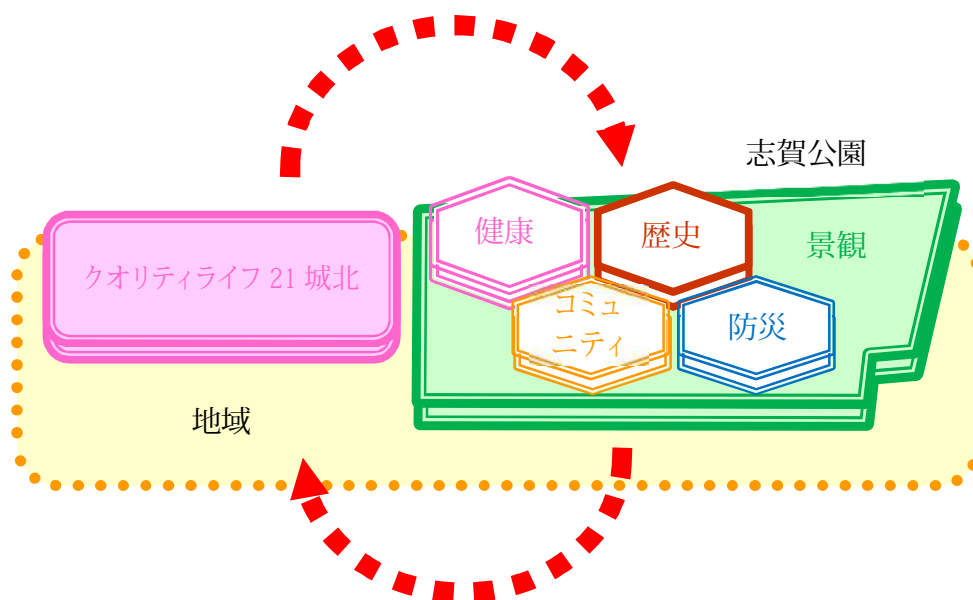 志賀公園
健康
歴史
景観
クオリティライフ 21 城北
コミュ
ニティ
防災
地域